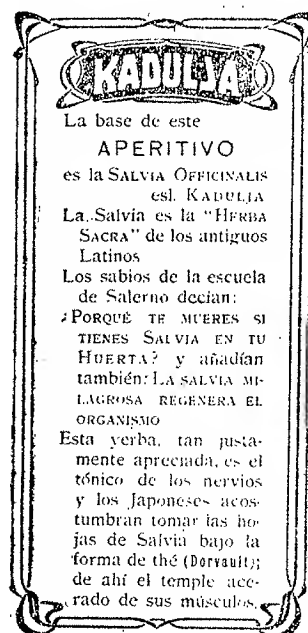 KADULJA
La base de este
APERITIVO
es la SALVIA OFFICINALIS
esl. KADULJA
La Salvia es la "HERBA
SACRA" de los antiguos
Latinos
Los sabios de la escuela
de Salerno decían:
¿PORQUÉ TE MUERES SI
TIENES SALVIA EN TU
HUERTA? y añadían
también: LA SALVIA MI-
LAGROSA REGENERA EL
ORGANISMO
Esta yerba, tan justa-
mente apreciada, es el
tónico de los nervios
y los Japoneses acos-
tumbran tomar las ho-
jas de Salvia bajo la
forma de thé (Dorvault);
de ahí el temple ace-
rado de sus músculos.